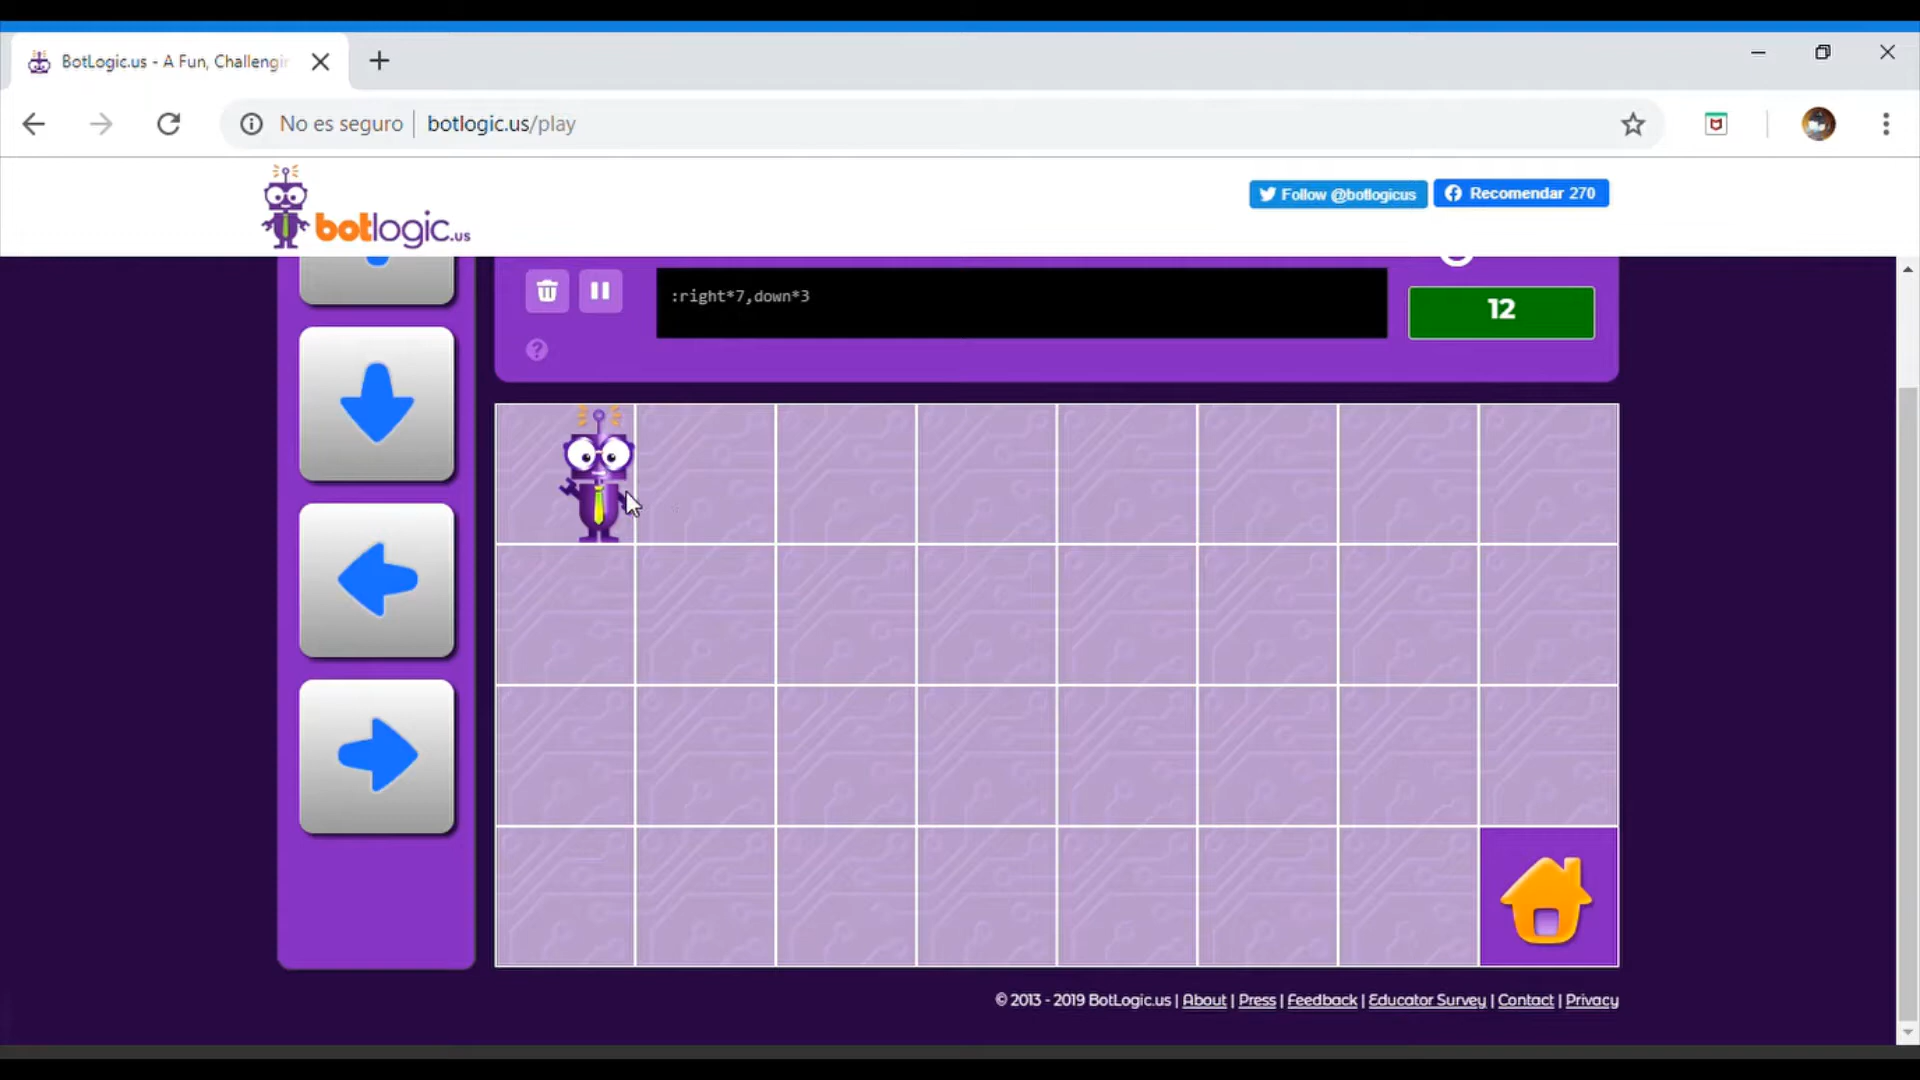 BotLogic.us - A Fun, Challengin
No es seguro | botlogic.us/play
botlogic.us
Follow @botlogicus
Recomendar 270
:right*7,down*3
12
?
© 2013 - 2019 BotLogic.us | About | Press | Feedback | Educator Survey | Contact | Privacy